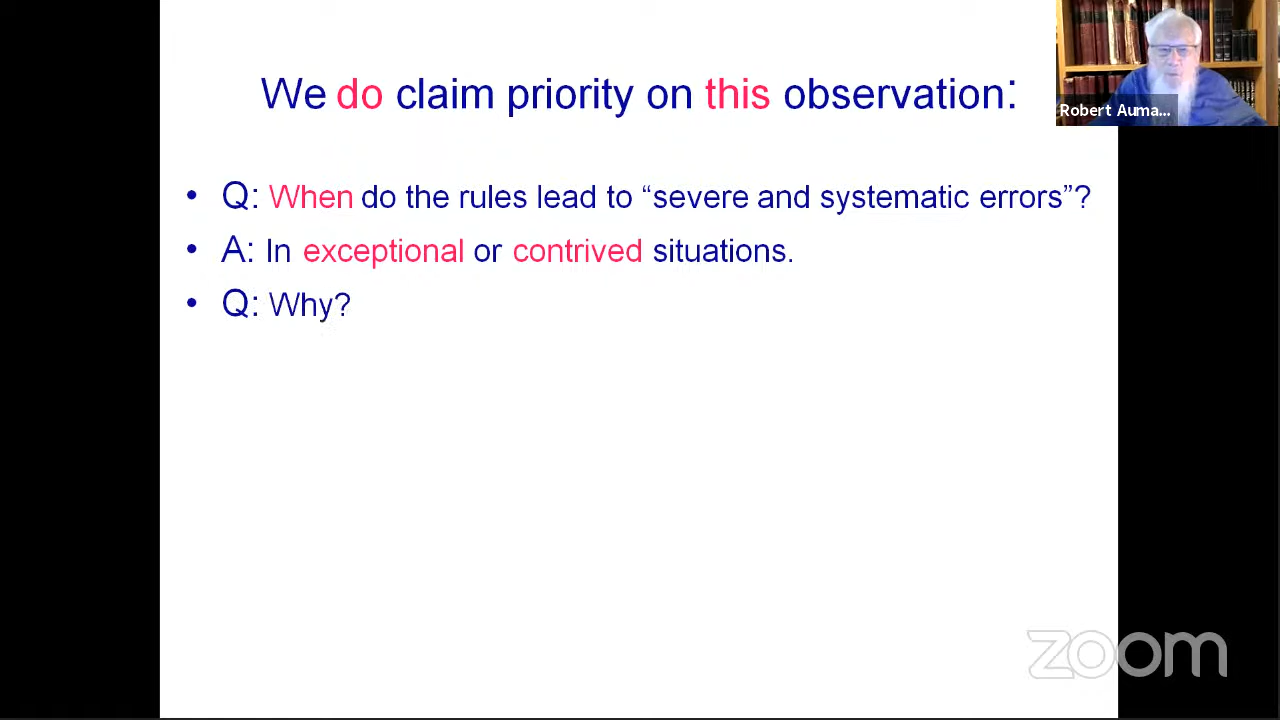 We do claim priority on this observation:
Robert Auma...
• Q: When do the rules lead to “severe and systematic errors”?
• A: In exceptional or contrived situations.
• Q: Why?
zoom